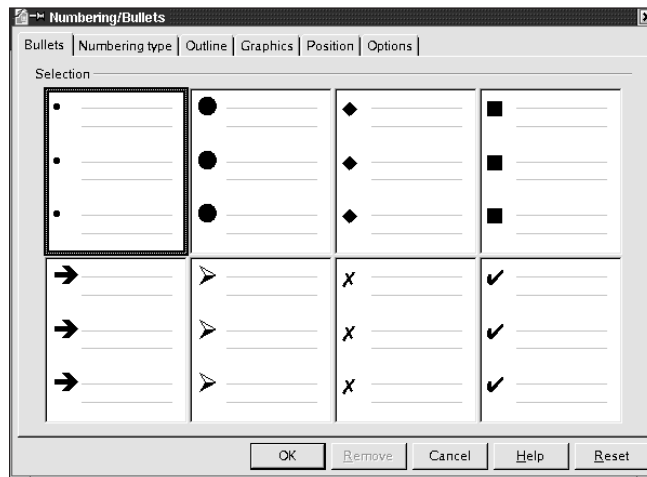 Numbering/Bullets
Bullets Numbering type Outline Graphics Position Options
Selection
OK Remove Cancel Help Reset